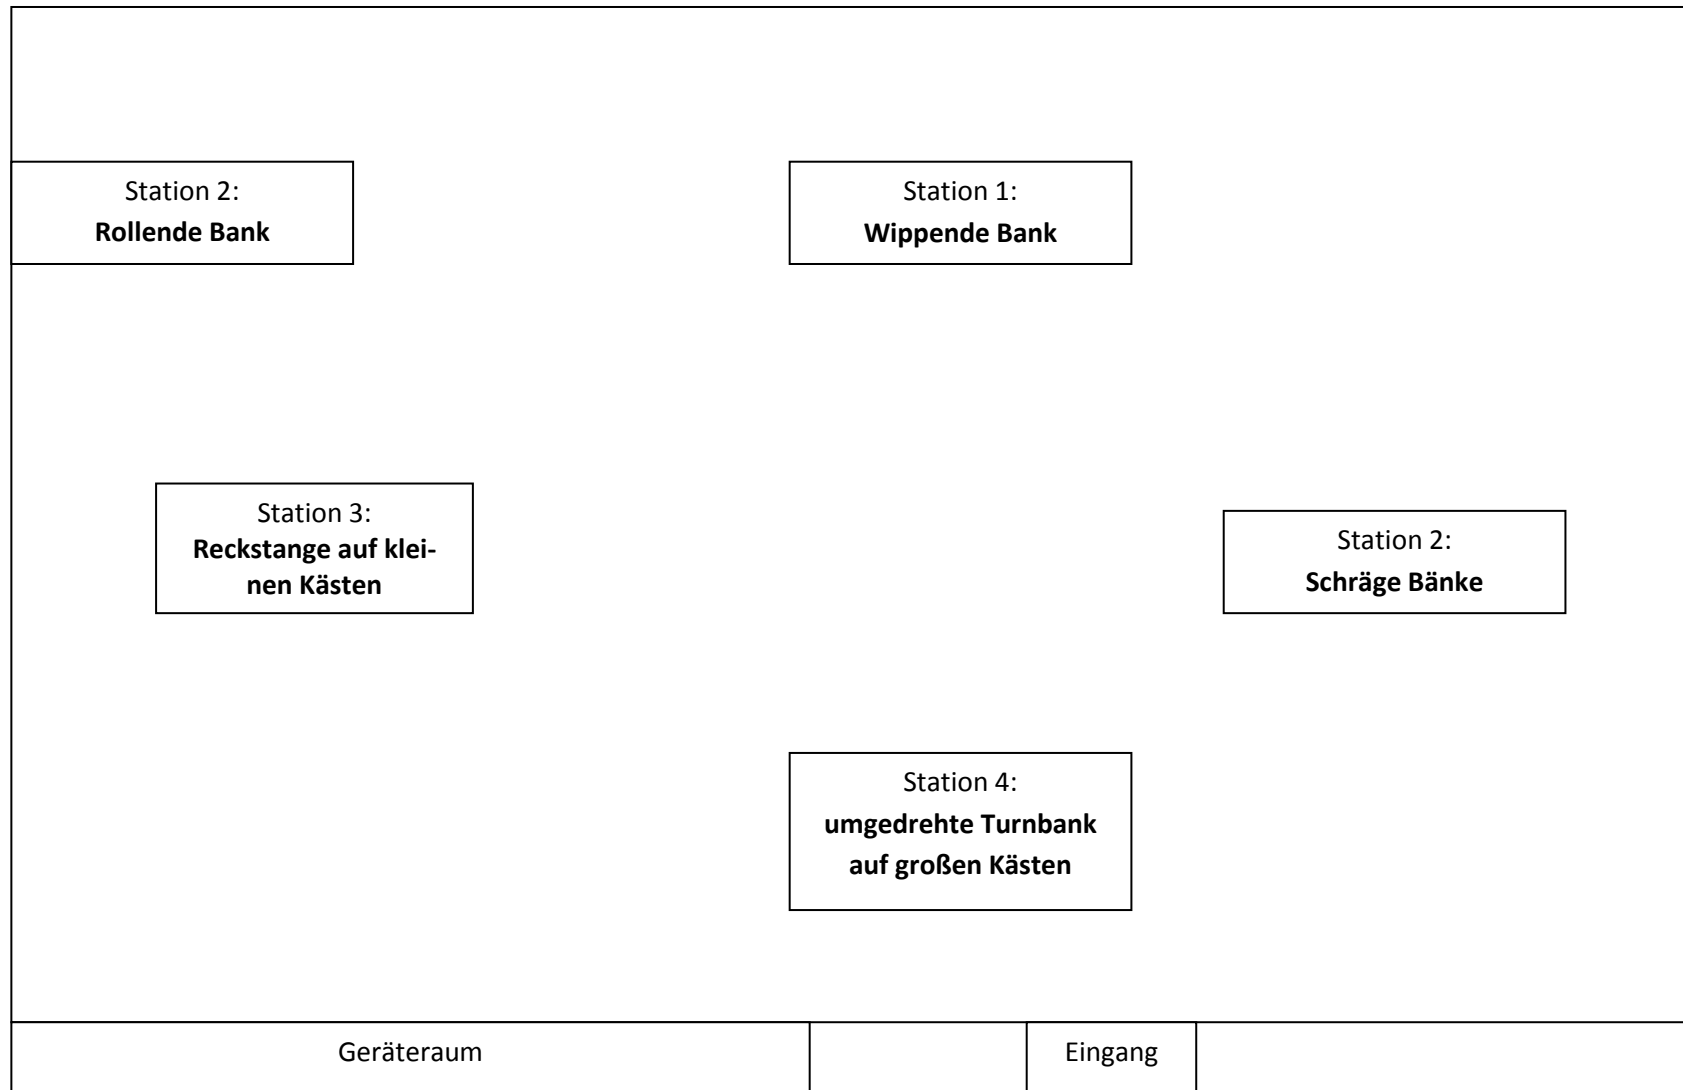 Station 2:
Rollende Bank
Station 1:
Wippende Bank
Station 3:
Reckstange auf klei-
nen Kästen
Station 2:
Schräge Bänke
Station 4:
umgedrehte Turnbank
auf großen Kästen
Geräteraum
Eingang